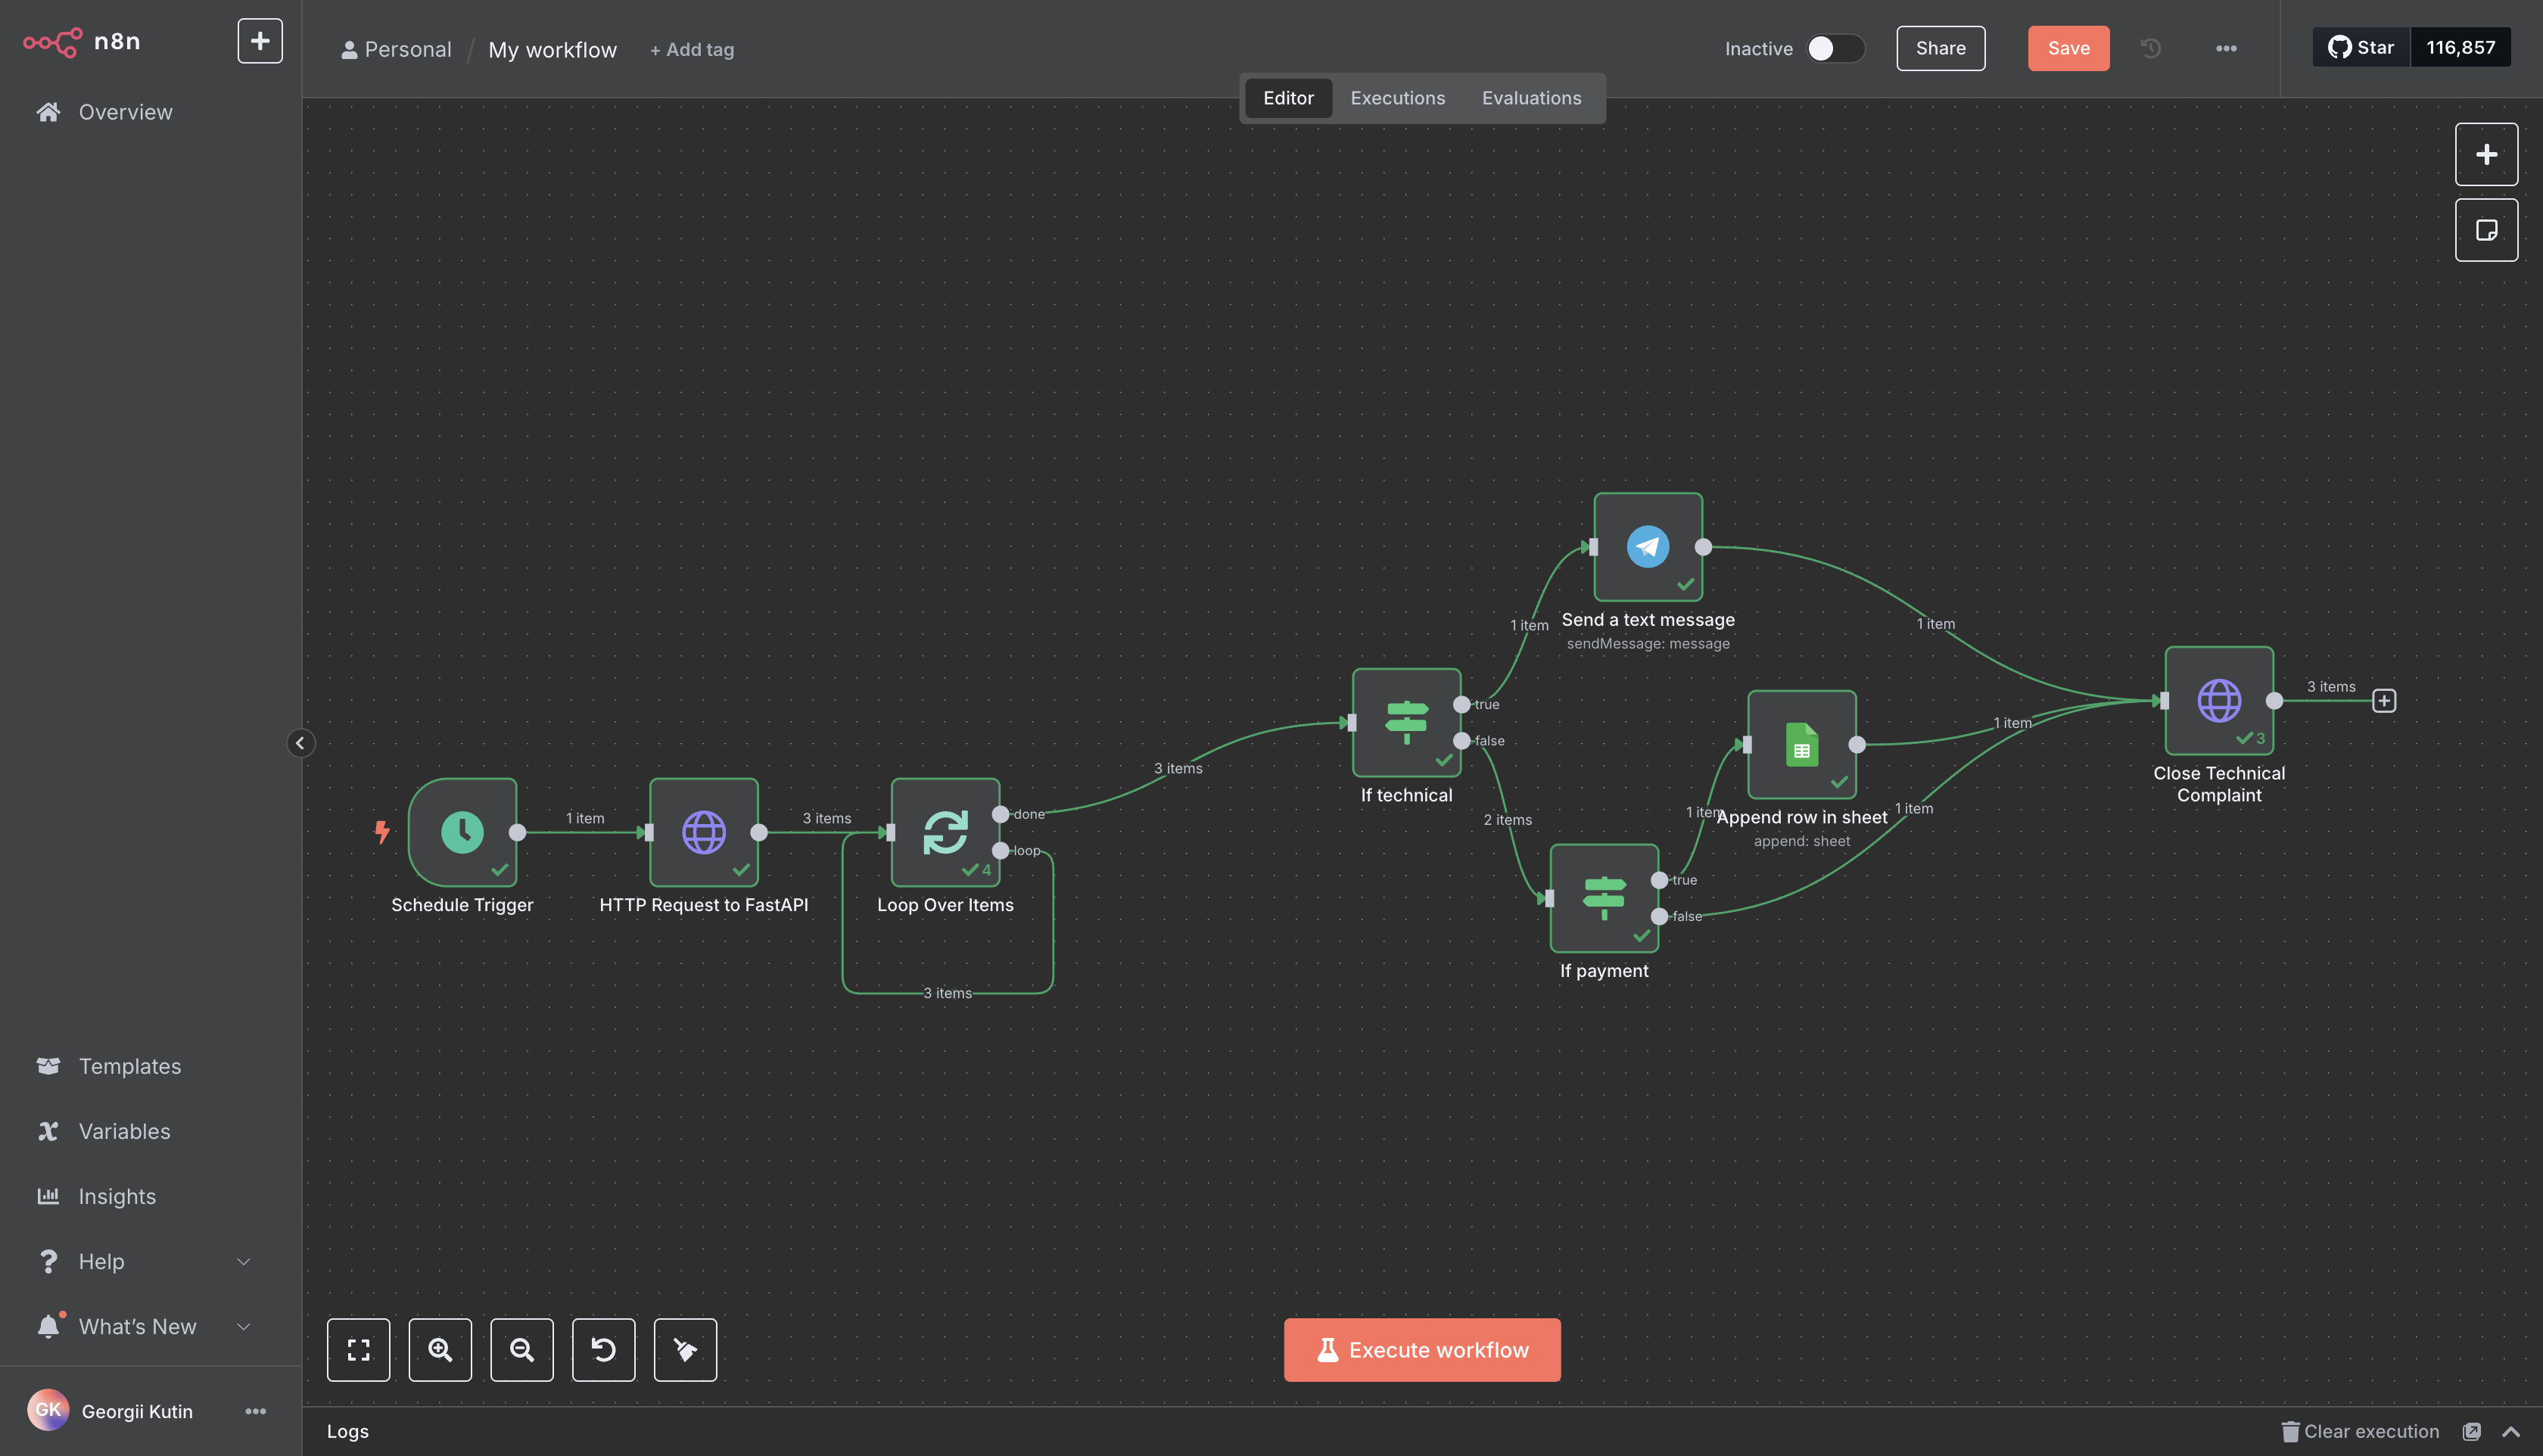 n8n
Personal / My workflow + Add tag
Inactive
Share
Save
Star 116,857
Editor Executions Evaluations
Overview
Send a text message
sendMessage: message
1 item
1 item
true
false
If technical
3 items
1 item
3 items
done
loop
4
Schedule Trigger
HTTP Request to FastAPI
Loop Over Items
3 items
2 items
1 item
Append row in sheet
append: sheet
1 item
1 item
true
false
If payment
3 items
3
Close Technical
Complaint
Templates
Variables
Insights
Help
What's New
GK Georgii Kutin
Execute workflow
Logs
Clear execution